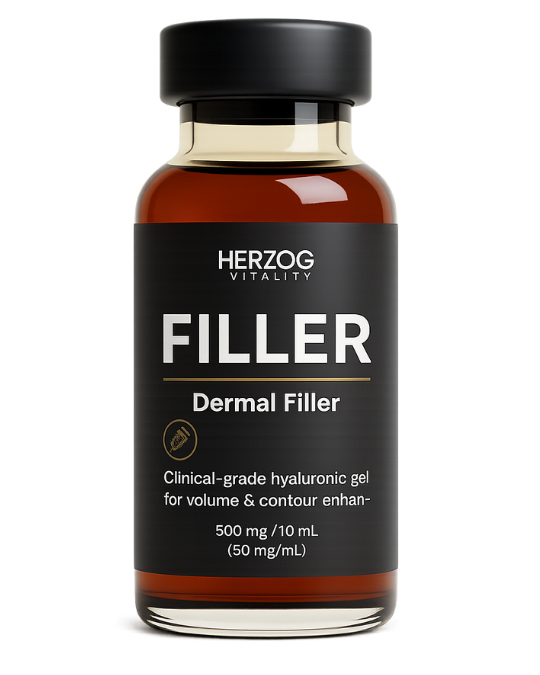 HERZOG
VITALITY
FILLER
Dermal Filler
Clinical-grade hyaluronic gel
for volume & contour enhan-
500 mg /10 mL
(50 mg/mL)